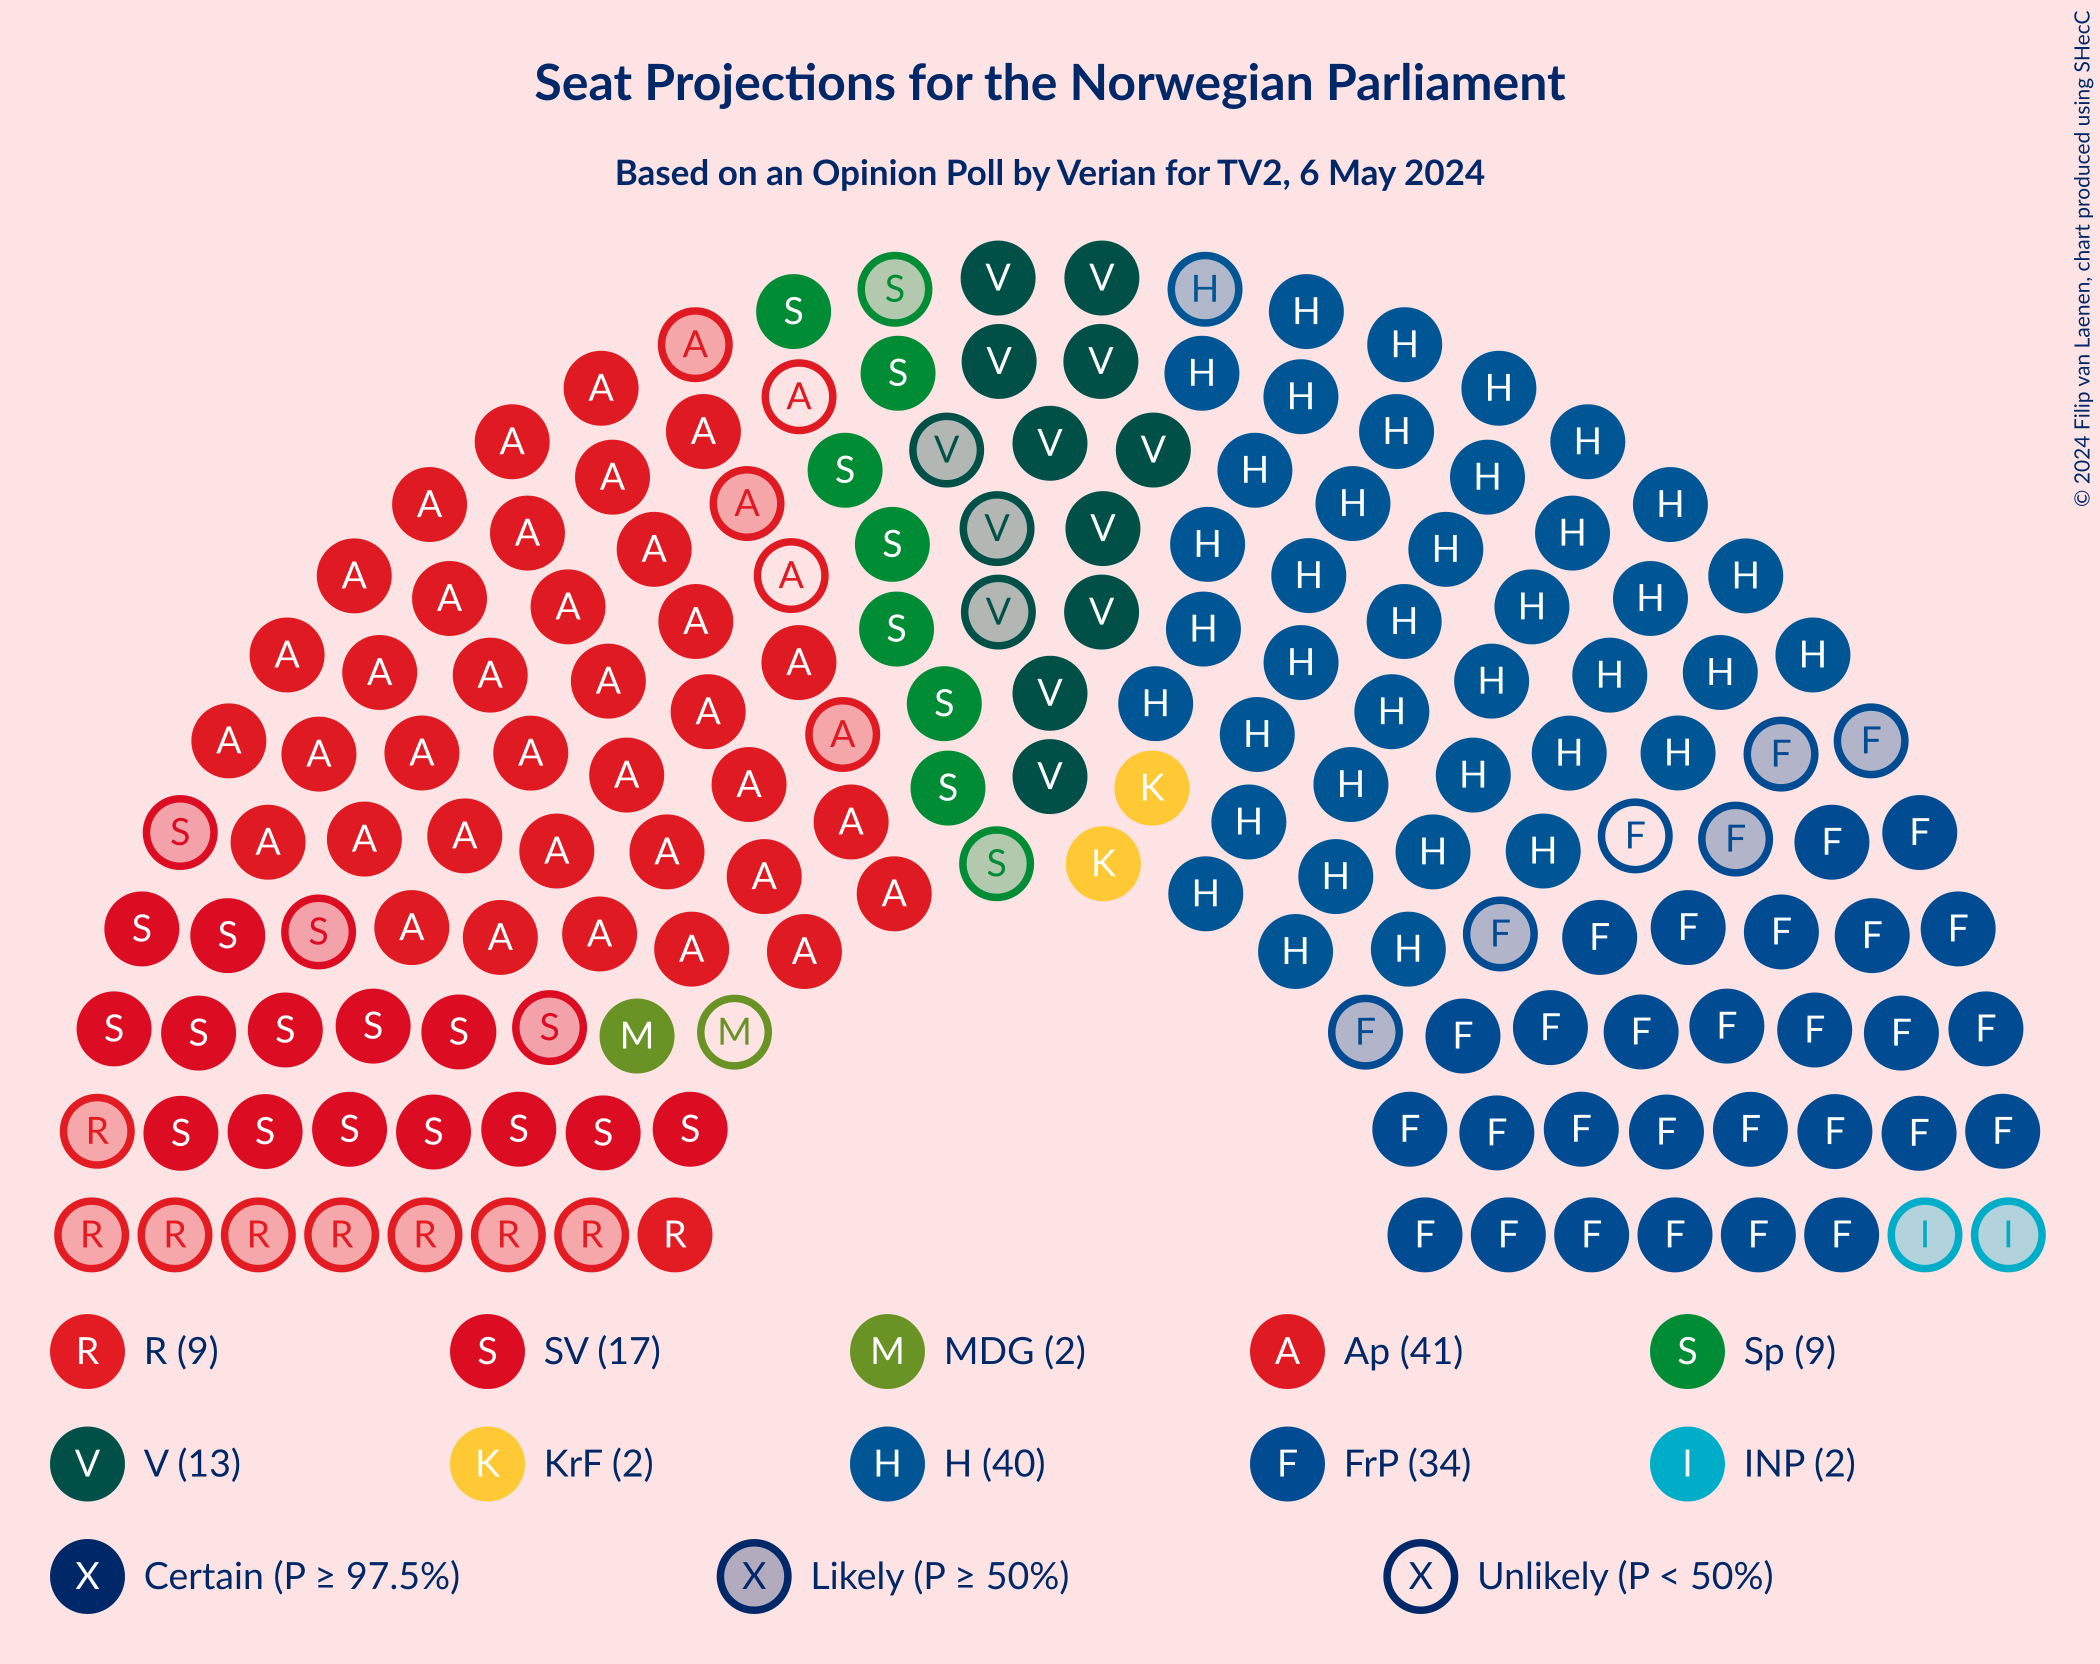 Seat Projections for the Norwegian Parliament
Based on an Opinion Poll by Verian for TV2, 6 May 2024
© 2024 Filip van Laenen, chart produced using SHecC
S V V H
S H
A H
A S V V H H
A A H H
A A S V V V H H H
A A A H H H
A A A S V V H H H
A A A A H H H H
A A A A S V V H H H H
A A A A A H H H H H
A A A A A S V H H H H H H
A A A A A A H H H H F F
A A A A A A S V K H H H H
S A A A A A A H H H F F F F
A A S K H H
S S S A A A A A H H F F F F F F
S S S S S S M M F F F F F F F F
R S S S S S S S F F F F F F F F
R R R R R R R R F F F F F F I I
R R (9) S SV (17) M MDG (2) A Ap (41) S Sp (9)
V V (13) K KrF (2) H H (40) F FrP (34) I INP (2)
X Certain (P ≥ 97.5%) X Likely (P ≥ 50%) X Unlikely (P < 50%)